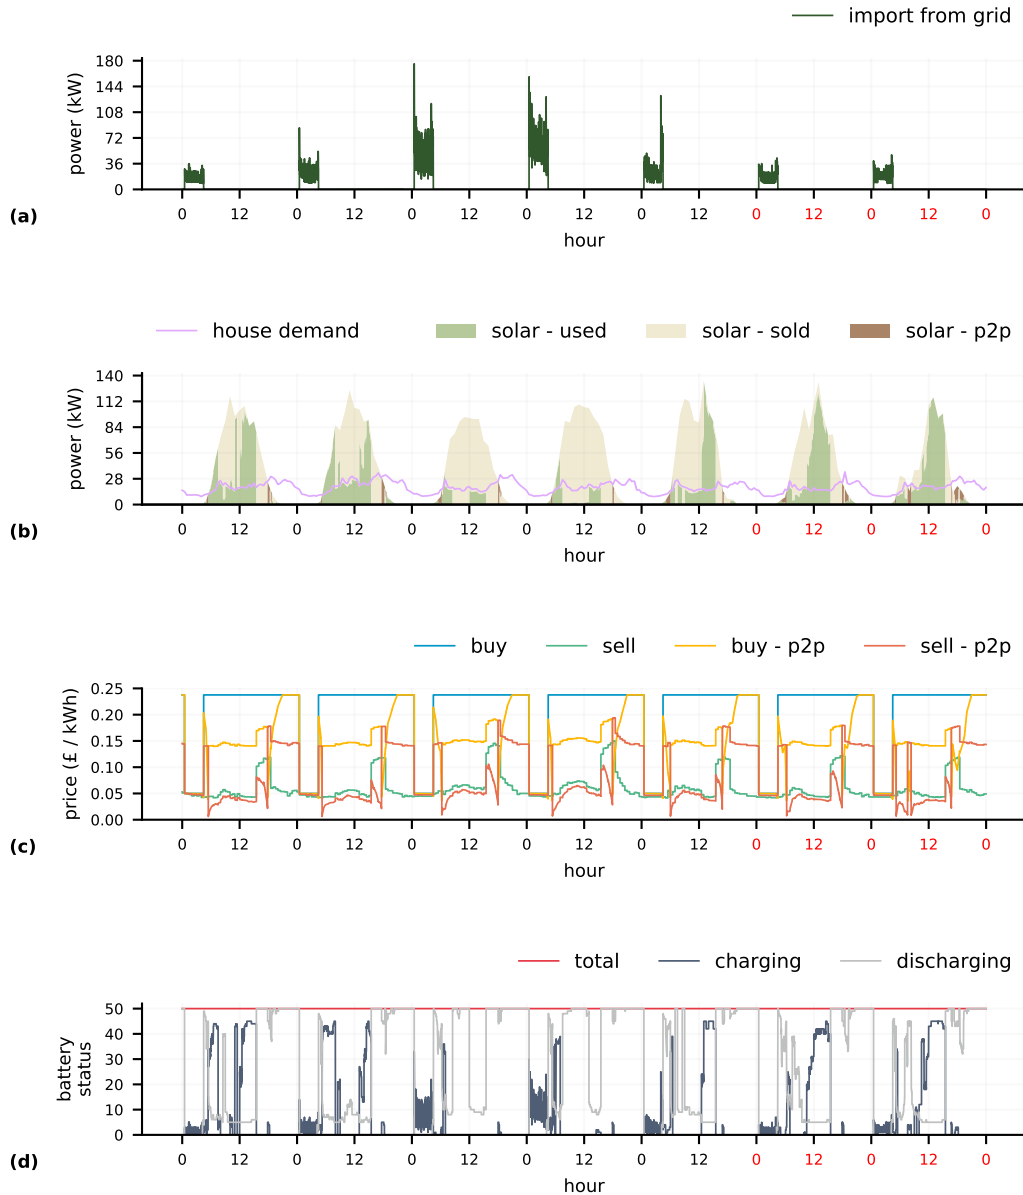 import from grid
180
144
108
72
36
0
power (kW)
0 12 0 12 0 12 0 12 0 12 0 12 0 12 0
hour
(a)
house demand solar - used solar - sold solar - p2p
140
112
84
56
28
0
power (kW)
0 12 0 12 0 12 0 12 0 12 0 12 0 12 0
hour
(b)
buy sell buy - p2p sell - p2p
0.25
0.20
0.15
0.10
0.05
0.00
price (£ / kWh)
0 12 0 12 0 12 0 12 0 12 0 12 0 12 0
hour
(c)
total charging discharging
50
40
30
20
10
0
battery
status
0 12 0 12 0 12 0 12 0 12 0 12 0 12 0
hour
(d)